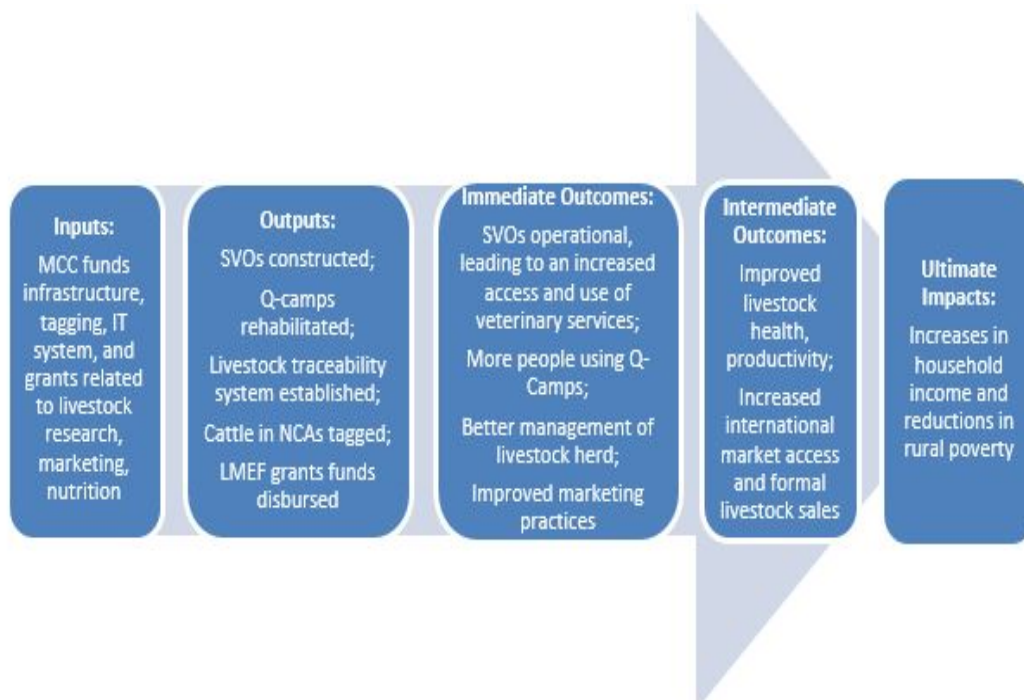 Inputs:
MCC funds
infrastructure,
tagging, IT
system, and
grants related
to livestock
research,
marketing,
nutrition
Outputs:
SVOs constructed;
Q-camps
rehabilitated;
Livestock traceability
system established;
Cattle in NCAs tagged;
LMEF grants funds
disbursed
Immediate Outcomes:
SVOs operational,
leading to an increased
access and use of
veterinary services;
More people using Q-
Camps;
Better management of
livestock herd;
Improved marketing
practices
Intermediate
Outcomes:
Improved
livestock
health,
productivity;
Increased
international
market access
and formal
livestock sales
Ultimate
Impacts:
Increases in
household
income and
reductions in
rural poverty